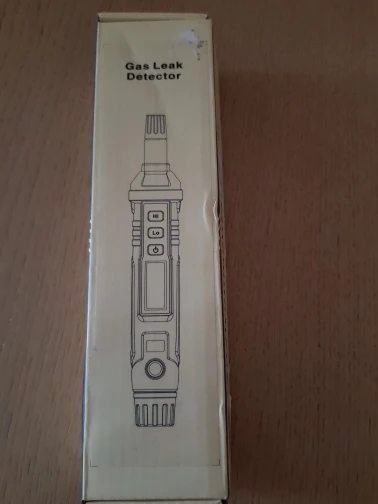 Gas Leak
Detector
Hi
Lo